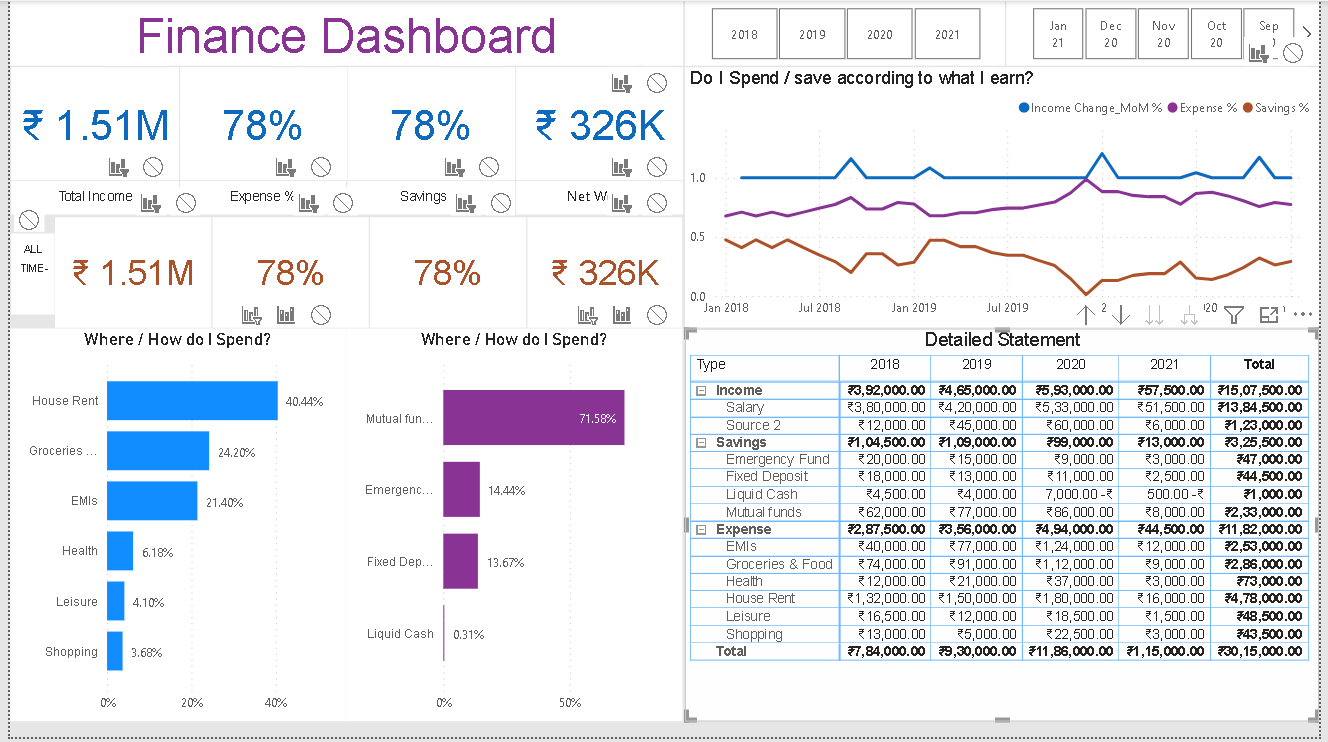 Finance Dashboard
2018 2019 2020 2021
Jan 21 Dec 20 Nov 20 Oct 20 Sep
₹ 1.51M 78% 78% ₹ 326K
Total Income Expense % Savings Net W
ALL TIME-
₹ 1.51M 78% 78% ₹ 326K
Do I Spend / save according to what I earn?
Income Change_MoM % Expense % Savings %
1.0
0.5
0.0
Jan 2018 Jul 2018 Jan 2019 Jul 2019
Where / How do I Spend?
House Rent 40.44%
Groceries ... 24.20%
EMIs 21.40%
Health 6.18%
Leisure 4.10%
Shopping 3.68%
0% 20% 40%
Where / How do I Spend?
Mutual fun... 71.58%
Emergenc... 14.44%
Fixed Dep... 13.67%
Liquid Cash 0.31%
0% 50%
Detailed Statement
Type 2018 2019 2020 2021 Total
Income ₹3,92,000.00 ₹4,65,000.00 ₹5,93,000.00 ₹57,500.00 ₹15,07,500.00
Salary ₹3,80,000.00 ₹4,20,000.00 ₹5,33,000.00 ₹51,500.00 ₹13,84,500.00
Source 2 ₹12,000.00 ₹45,000.00 ₹60,000.00 ₹6,000.00 ₹1,23,000.00
Savings ₹1,04,500.00 ₹1,09,000.00 ₹99,000.00 ₹13,000.00 ₹3,25,500.00
Emergency Fund ₹20,000.00 ₹15,000.00 ₹9,000.00 ₹3,000.00 ₹47,000.00
Fixed Deposit ₹18,000.00 ₹13,000.00 ₹11,000.00 ₹2,500.00 ₹44,500.00
Liquid Cash ₹4,500.00 ₹4,000.00 7,000.00 -₹ 500.00 -₹ ₹1,000.00
Mutual funds ₹62,000.00 ₹77,000.00 ₹86,000.00 ₹8,000.00 ₹2,33,000.00
Expense ₹2,87,500.00 ₹3,56,000.00 ₹4,94,000.00 ₹44,500.00 ₹11,82,000.00
EMIs ₹40,000.00 ₹77,000.00 ₹1,24,000.00 ₹12,000.00 ₹2,53,000.00
Groceries & Food ₹74,000.00 ₹91,000.00 ₹1,12,000.00 ₹9,000.00 ₹2,86,000.00
Health ₹12,000.00 ₹21,000.00 ₹37,000.00 ₹3,000.00 ₹73,000.00
House Rent ₹1,32,000.00 ₹1,50,000.00 ₹1,80,000.00 ₹16,000.00 ₹4,78,000.00
Leisure ₹16,500.00 ₹12,000.00 ₹18,500.00 ₹1,500.00 ₹48,500.00
Shopping ₹13,000.00 ₹5,000.00 ₹22,500.00 ₹3,000.00 ₹43,500.00
Total ₹7,84,000.00 ₹9,30,000.00 ₹11,86,000.00 ₹1,15,000.00 ₹30,15,000.00